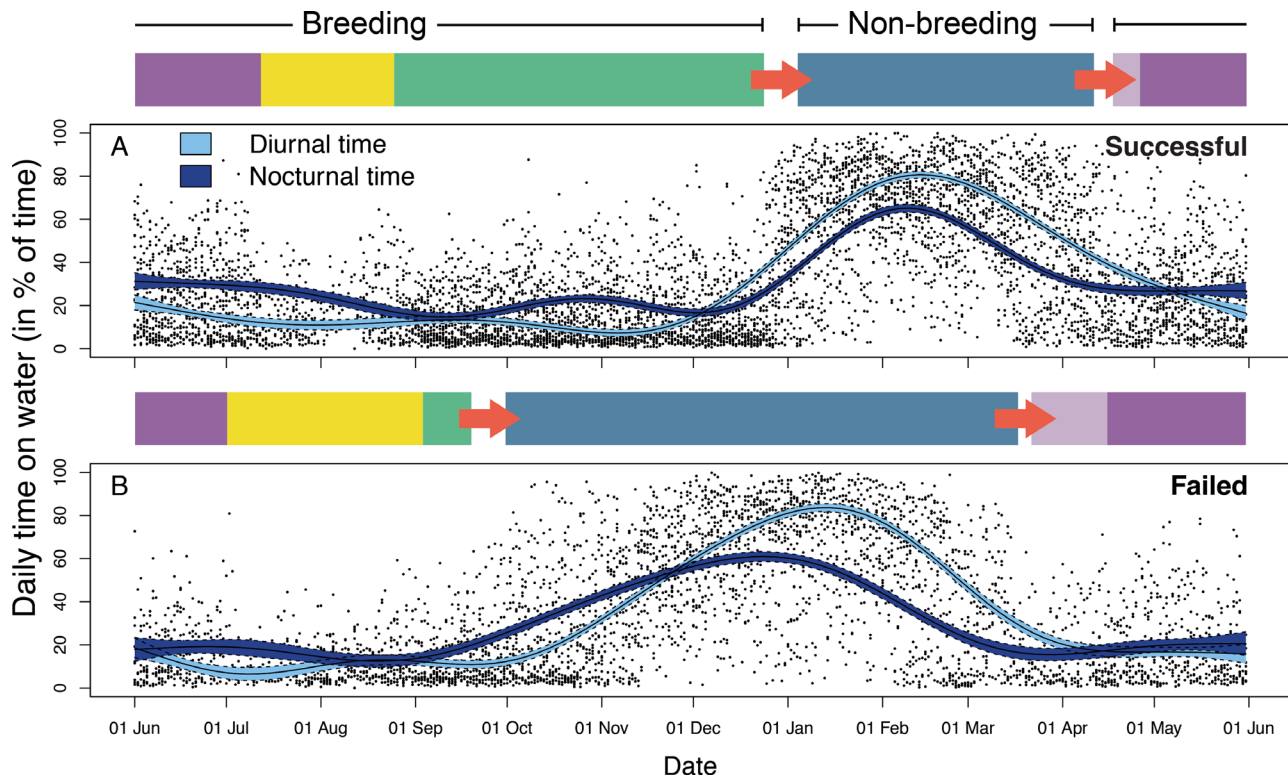 Breeding
Non-breeding
A
Diurnal time
Nocturnal time
Successful
100
80
60
40
20
0
Daily time on water (in % of time)
B
Failed
100
80
60
40
20
0
01 Jun 01 Jul 01 Aug 01 Sep 01 Oct 01 Nov 01 Dec 01 Jan 01 Feb 01 Mar 01 Apr 01 May 01 Jun
Date